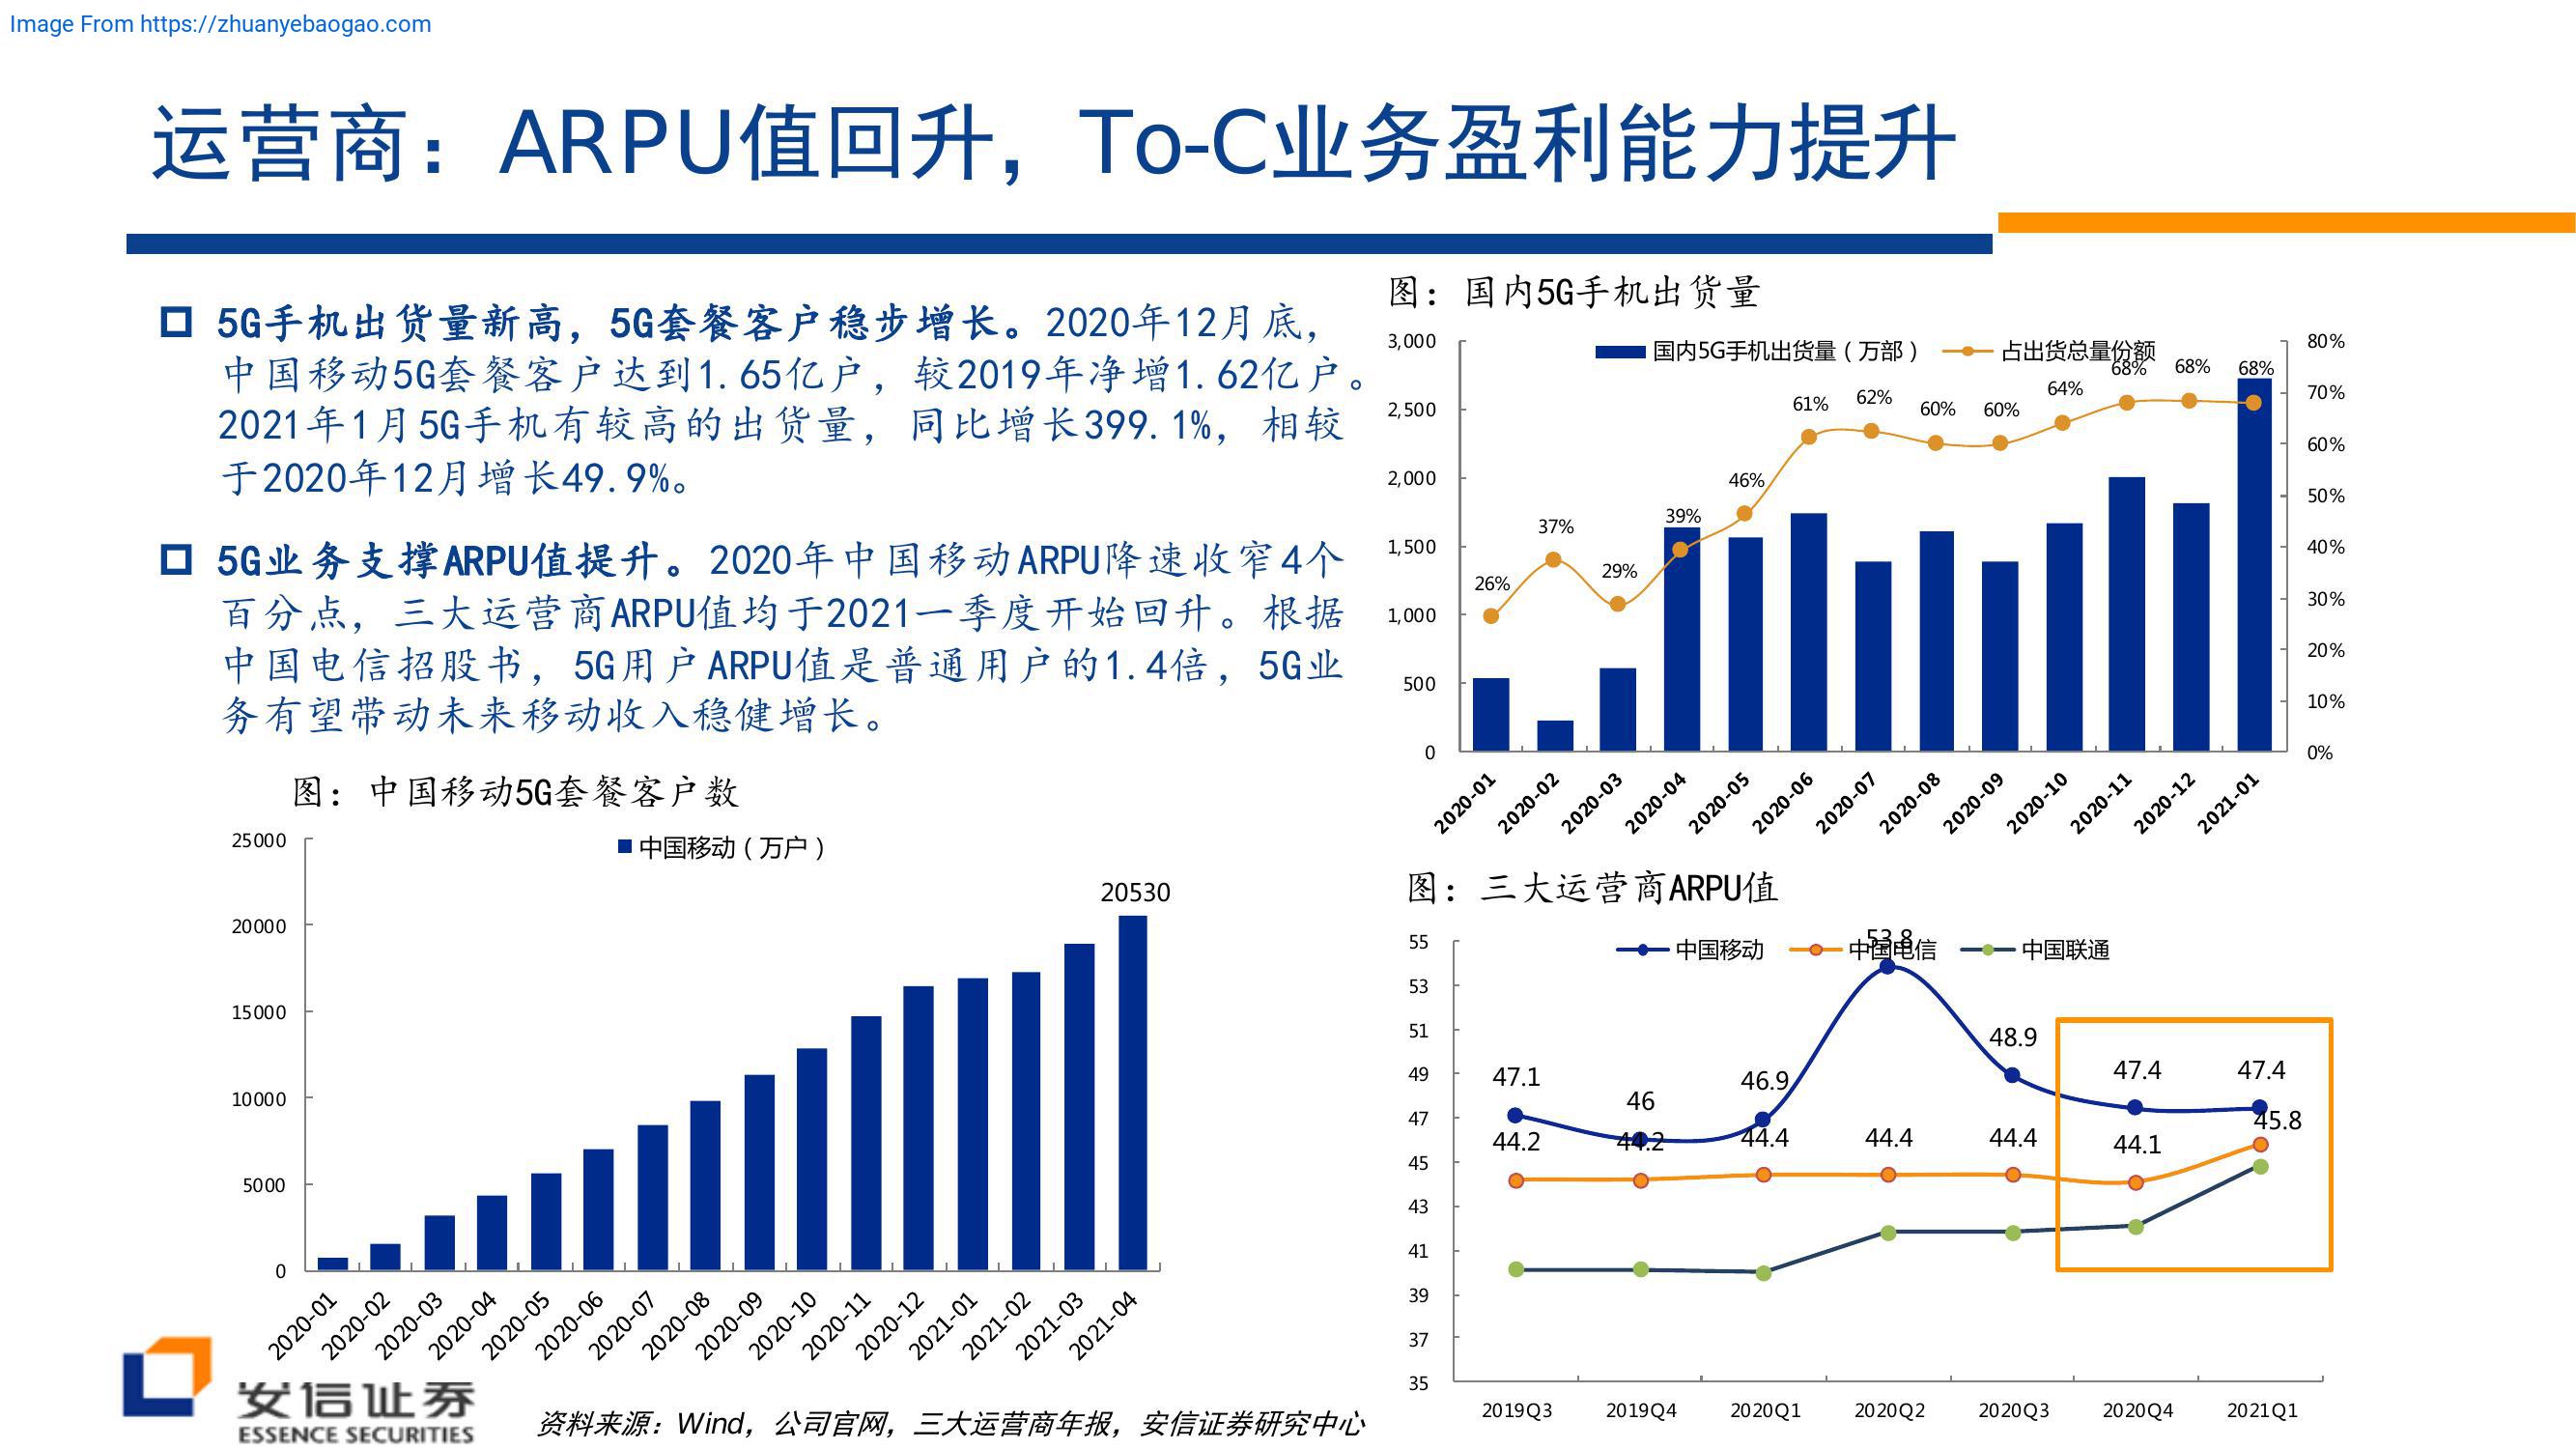 Image From https://zhuanyebaogao.com
运营商：ARPU值回升，To-C业务盈利能力提升
5G手机出货量新高，5G套餐客户稳步增长。2020年12月底，
中国移动5G套餐客户达到1.65亿户，较2019年净增1.62亿户。
2021年1月5G手机有较高的出货量，同比增长399.1%，相较
于2020年12月增长49.9%。
5G业务支撑ARPU值提升。2020年中国移动ARPU降速收窄4个
百分点，三大运营商ARPU值均于2021一季度开始回升。根据
中国电信招股书，5G用户ARPU值是普通用户的1.4倍，5G业
务有望带动未来移动收入稳健增长。
图：中国移动5G套餐客户数
中国移动（万户）
25000
20000
15000
10000
5000
0
20530
2020-01 2020-02 2020-03 2020-04 2020-05 2020-06 2020-07 2020-08 2020-09 2020-10 2020-11 2020-12 2021-01 2021-02 2021-03 2021-04
图：国内5G手机出货量
国内5G手机出货量（万部） 占出货总量份额
3,000
2,500
2,000
1,500
1,000
500
0
80%
70%
60%
50%
40%
30%
20%
10%
0%
26% 37% 29% 39% 46% 61% 62% 60% 60% 64% 68% 68% 68%
2020-01 2020-02 2020-03 2020-04 2020-05 2020-06 2020-07 2020-08 2020-09 2020-10 2020-11 2020-12 2021-01
图：三大运营商ARPU值
中国移动 中国电信 中国联通
55
53
51
49
47
45
43
41
39
37
35
47.1 46 46.9 53.8 48.9 47.4 47.4
44.2 44.2 44.4 44.4 44.4 44.1 45.8
2019Q3 2019Q4 2020Q1 2020Q2 2020Q3 2020Q4 2021Q1
安信证券
ESSENCE SECURITIES
资料来源：Wind，公司官网，三大运营商年报，安信证券研究中心